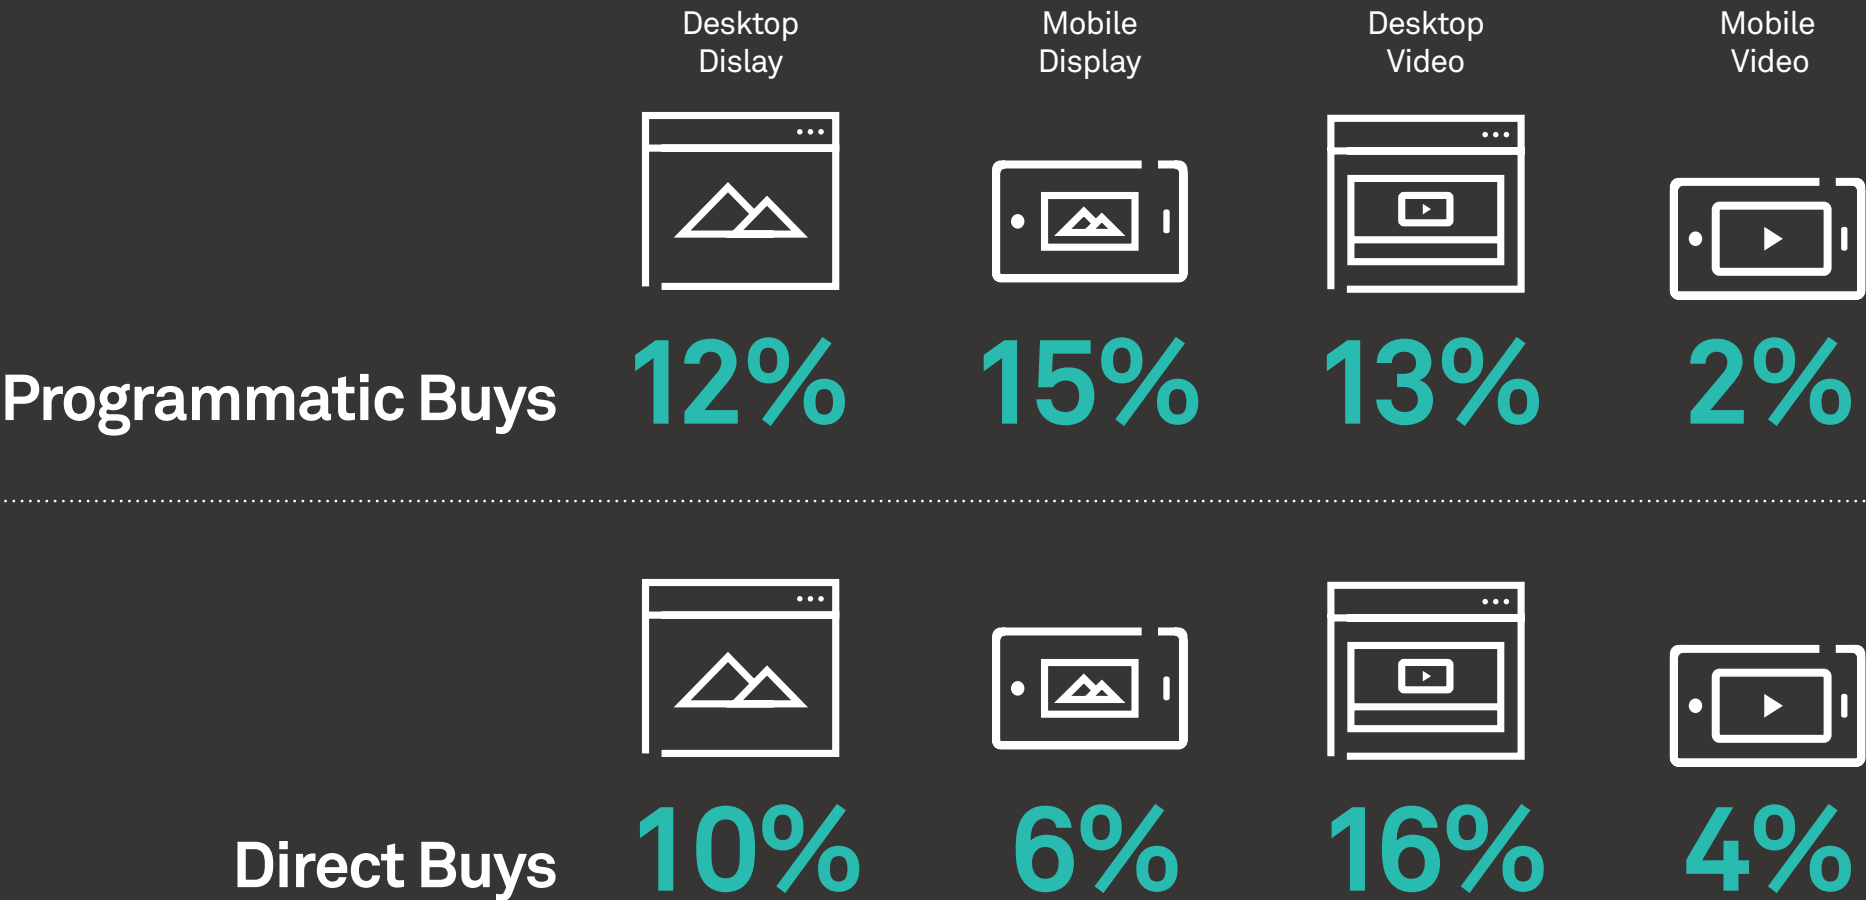 Desktop
Dislay
Mobile
Display
Desktop
Video
Mobile
Video
Programmatic Buys
12%
15%
13%
2%
Direct Buys
10%
6%
16%
4%